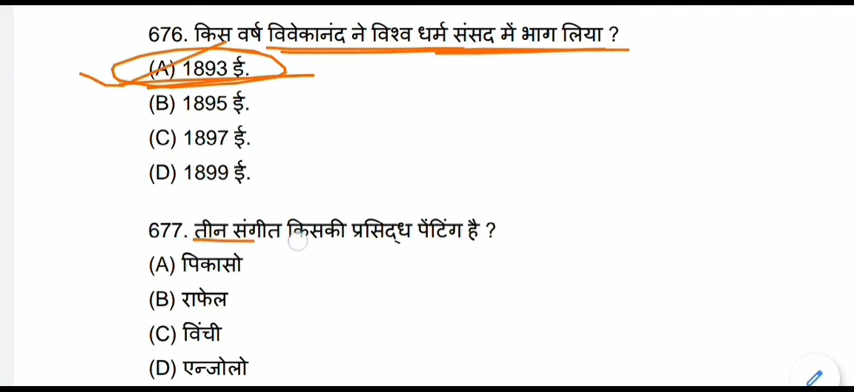 676. किस वर्ष विवेकानंद ने विश्व धर्म संसद में भाग लिया ?
(A) 1893 ई.
(B) 1895 ई.
(C) 1897 ई.
(D) 1899 ई.
677. तीन संगीत किसकी प्रसिद्ध पेंटिंग है ?
(A) पिकासो
(B) राफेल
(C) विंची
(D) एन्जोलो